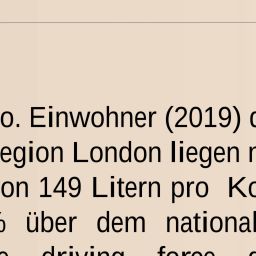 o. Einwohner (2019)
egion London liegen
on 149 Litern pro Ko
% über dem national
driving force